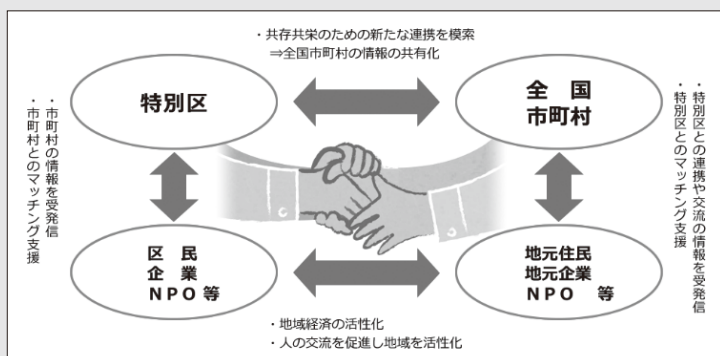 ・共存共栄のための新たな連携を模索
⇒全国市町村の情報の共有化
特別区
全　国
市町村
・市町村の情報を受発信
・市町村とのマッチング支援
・特別区との連携や交流の情報を受発信
・特別区とのマッチング支援
区　民
企　業
ＮＰＯ 等
地元住民
地元企業
ＮＰＯ　等
・地域経済の活性化
・人の交流を促進し地域を活性化